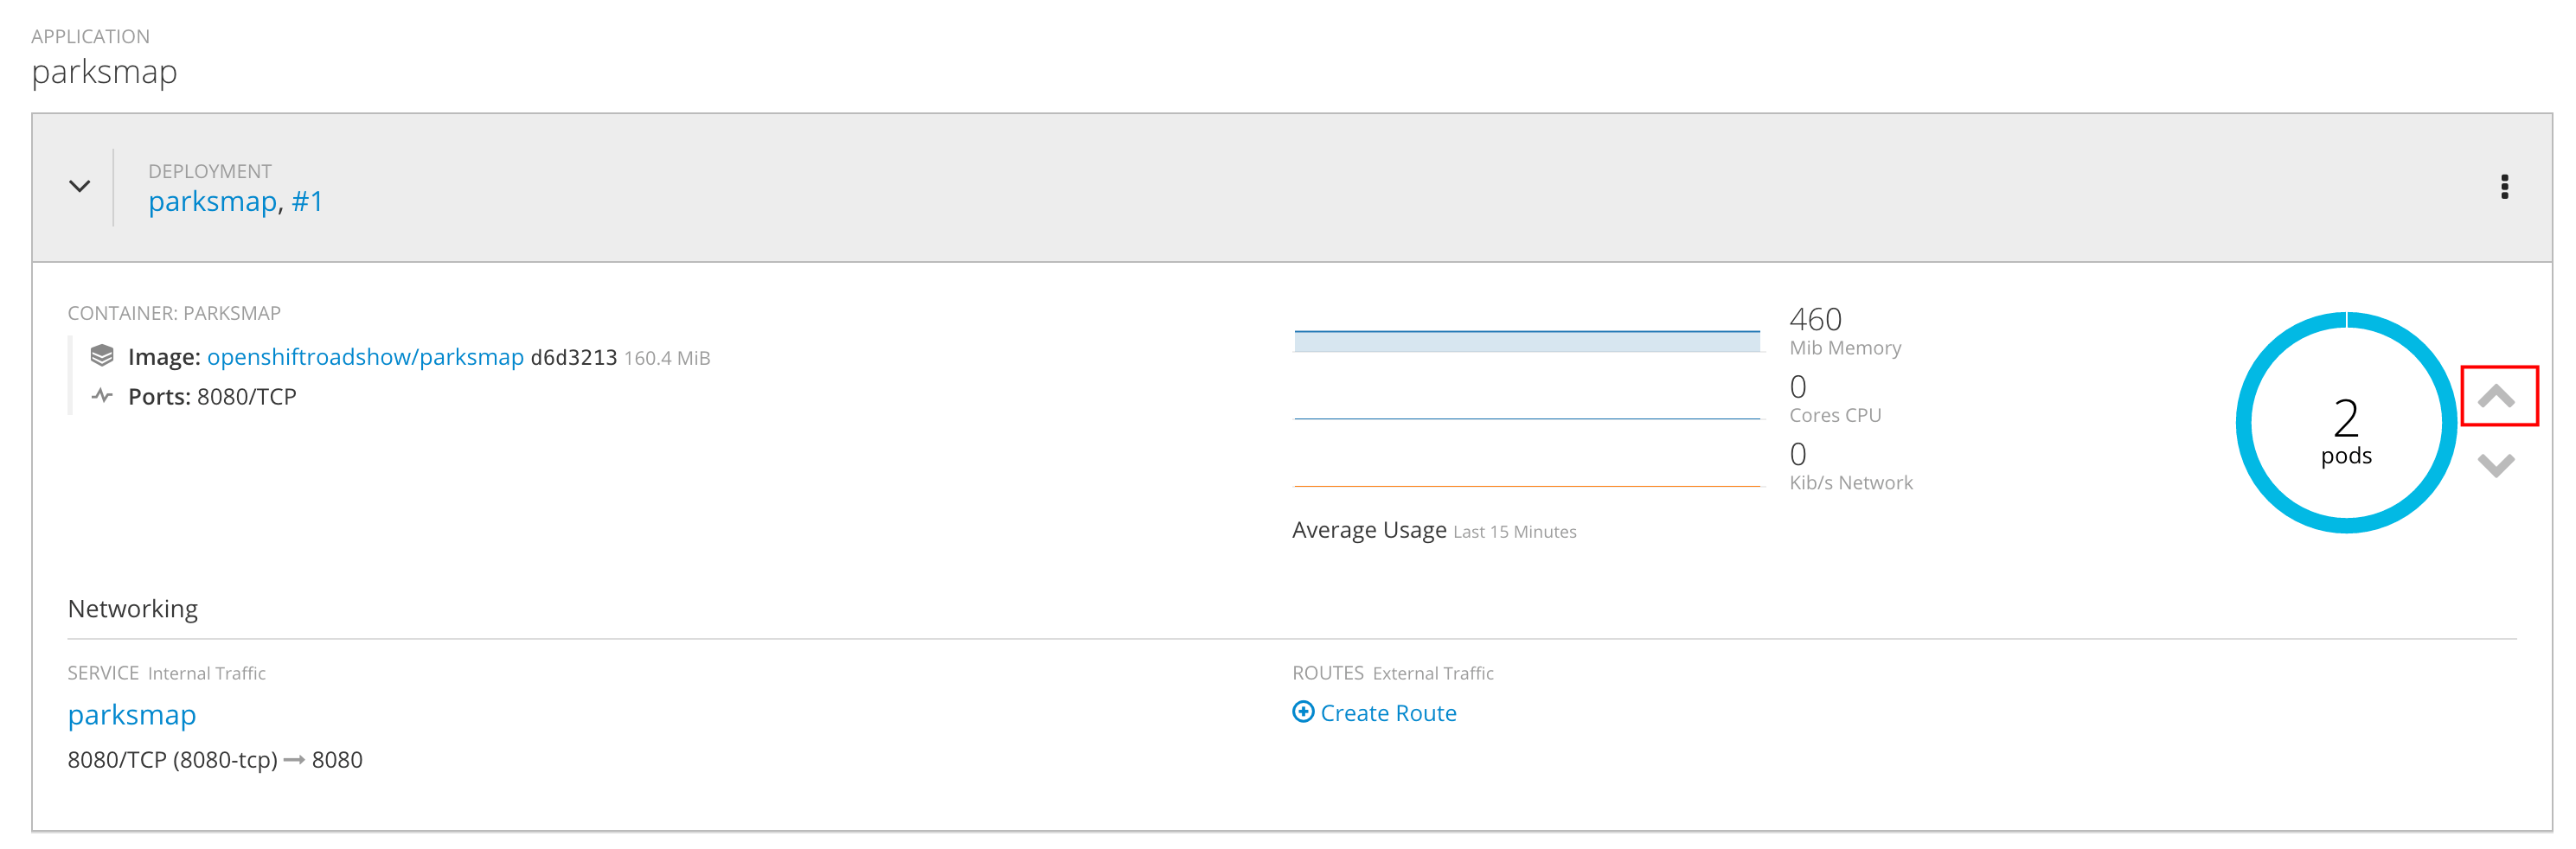 APPLICATION
parksmap
DEPLOYMENT
parksmap, #1
CONTAINER: PARKSMAP
Image: openshiftroadshow/parksmap d6d3213 160.4 MiB
Ports: 8080/TCP
460
Mib Memory
0
Cores CPU
0
Kib/s Network
Average Usage Last 15 Minutes
2
pods
Networking
SERVICE Internal Traffic
parksmap
8080/TCP (8080-tcp) → 8080
ROUTES External Traffic
Create Route